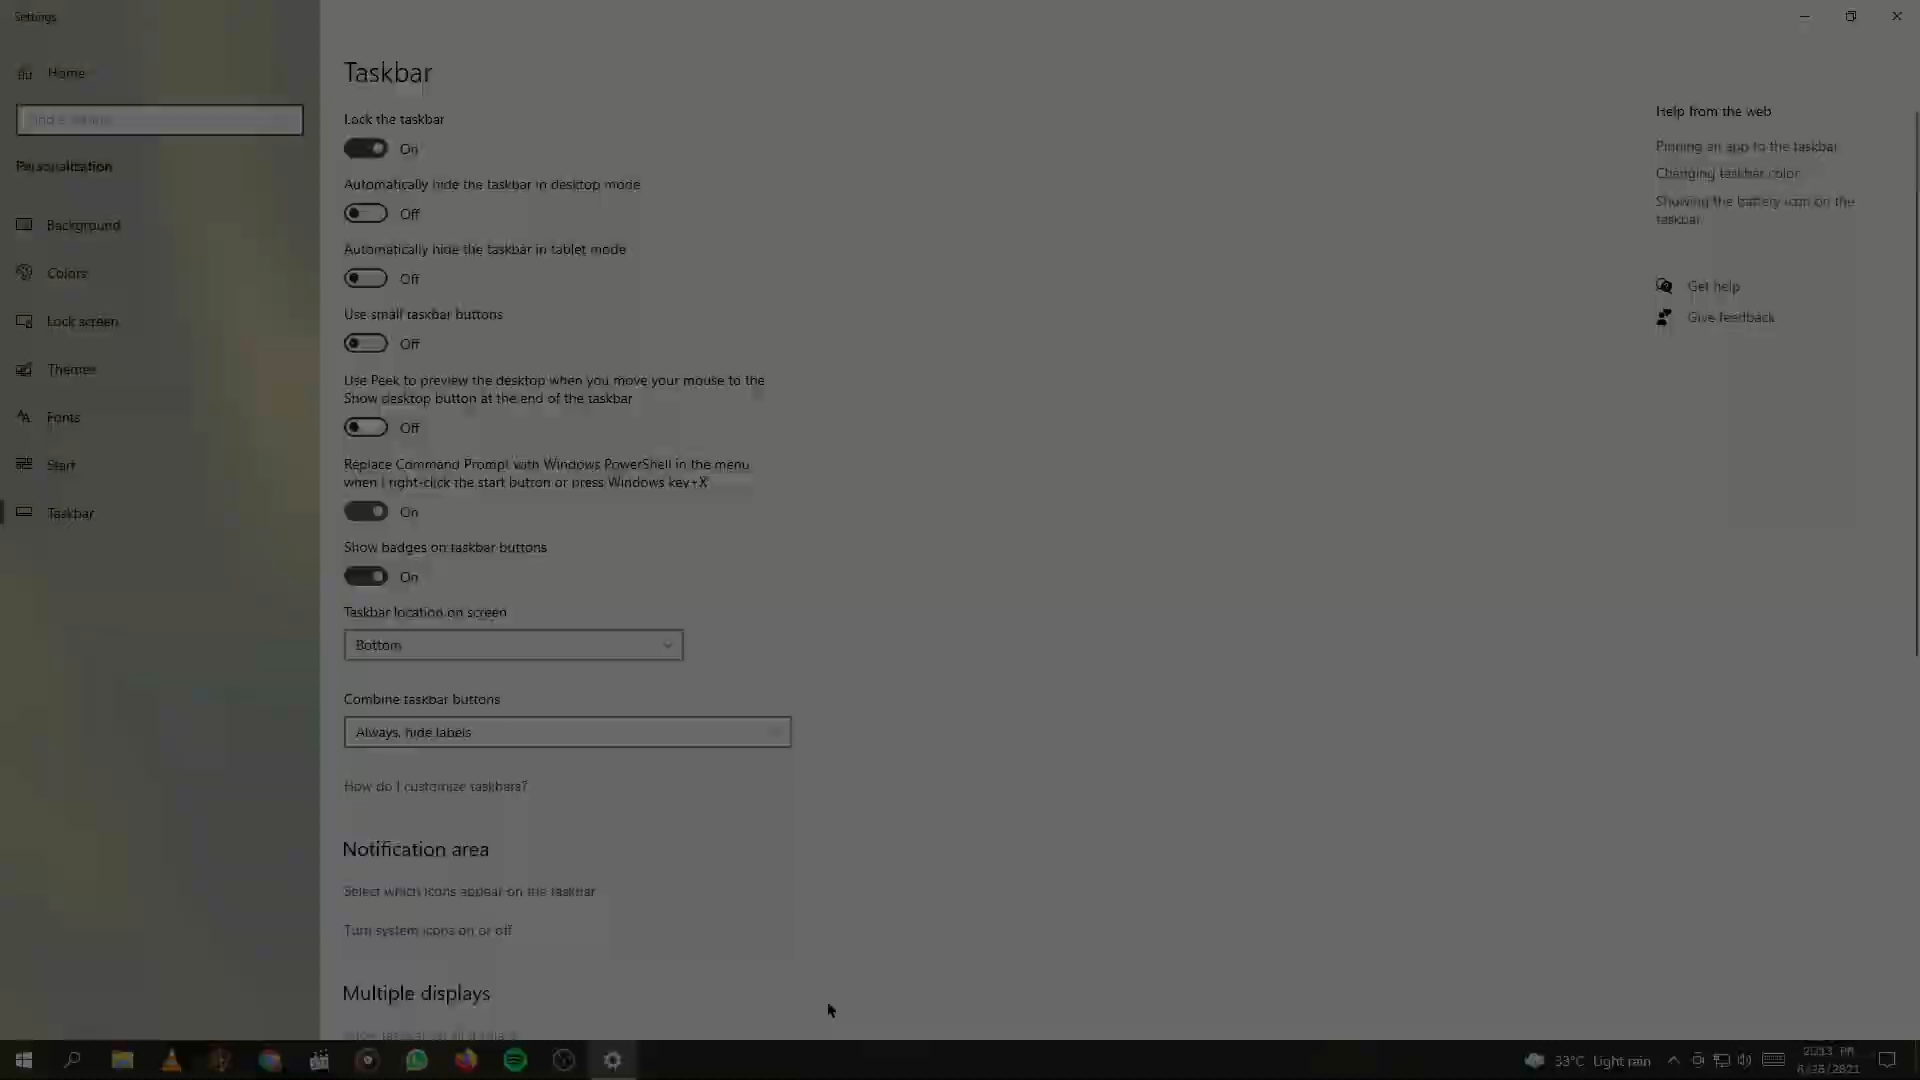 Settings
Home
Personalization
Background
Colors
Lock screen
Themes
Fonts
Start
Taskbar
Taskbar
Lock the taskbar
On
Automatically hide the taskbar in desktop mode
Off
Automatically hide the taskbar in tablet mode
Off
Use small taskbar buttons
Off
Use Peek to preview the desktop when you move your mouse to the
Show desktop button at the end of the taskbar
Off
Replace Command Prompt with Windows PowerShell in the menu
when I right-click the start button or press Windows key+X
On
Show badges on taskbar buttons
On
Taskbar location on screen
Bottom
Combine taskbar buttons
Always, hide labels
How do I customize taskbars?
Notification area
Select which icons appear on the taskbar
Turn system icons on or off
Multiple displays
Help from the web
Pinning an app to the taskbar
Changing taskbar color
Showing the battery icon on the
taskbar
Get help
Give feedback
33°C Light rain